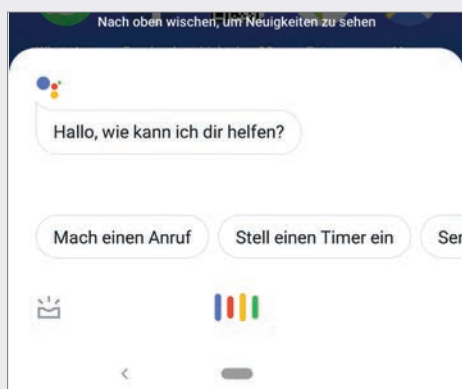 Nach oben wischen, um Neuigkeiten zu sehen
Hallo, wie kann ich dir helfen?
Mach einen Anruf
Stell einen Timer ein
Ser